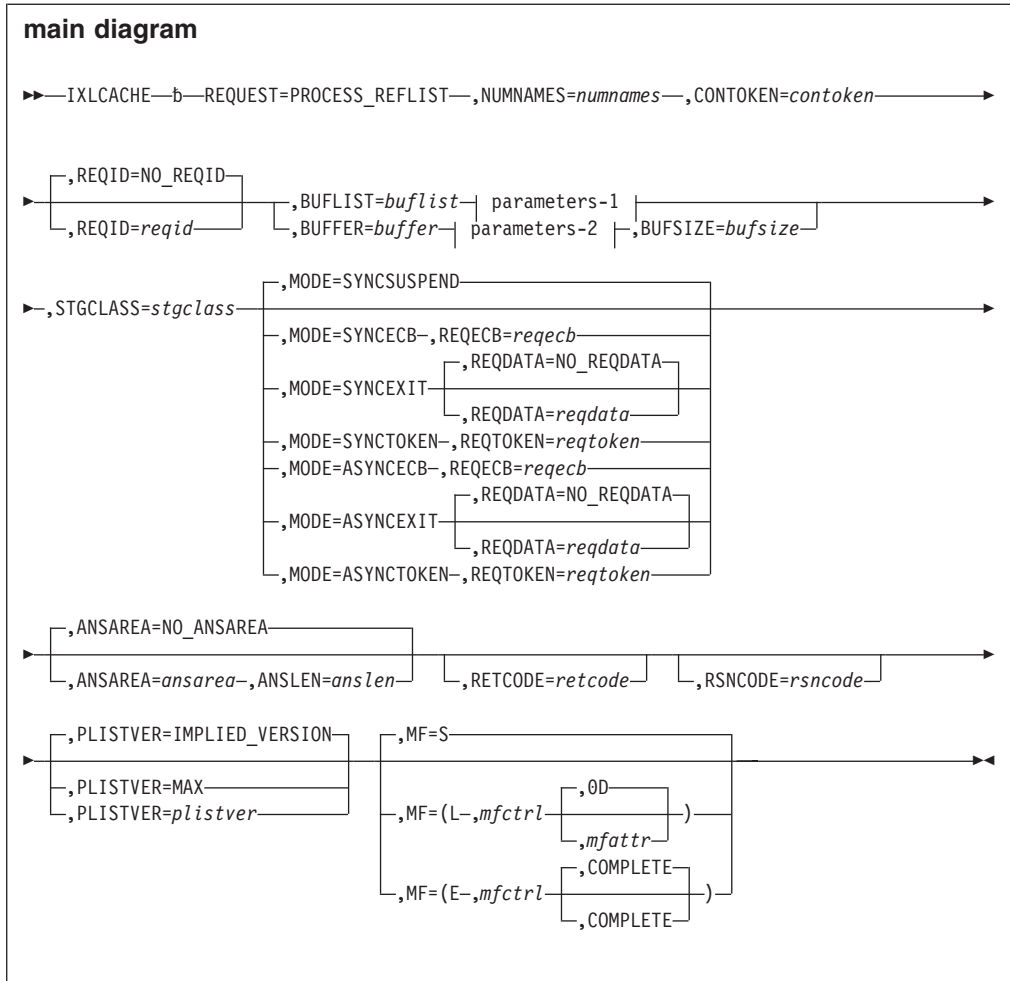 main diagram
IXLCACHE ␢ REQUEST=PROCESS_REFLIST ,NUMNAMES=numnames ,CONTOKEN=contoken
,REQID=NO_REQID
,REQID=reqid
,BUFLIST=buflist parameters-1
,BUFFER=buffer parameters-2 ,BUFSIZE=bufsize
,STGCLASS=stgclass
,MODE=SYNCSUSPEND
,MODE=SYNCECB ,REQECB=reqecb
,REQDATA=NO_REQDATA
,MODE=SYNCEXIT
,REQDATA=reqdata
,MODE=SYNCTOKEN ,REQTOKEN=reqtoken
,MODE=ASYNCECB ,REQECB=reqecb
,REQDATA=NO_REQDATA
,MODE=ASYNCEXIT
,REQDATA=reqdata
,MODE=ASYNCTOKEN ,REQTOKEN=reqtoken
,ANSAREA=NO_ANSAREA
,ANSAREA=ansarea ,ANSLEN=anslen
,RETCODE=retcode
,RSNCODE=rsncode
,PLISTVER=IMPLIED_VERSION
,PLISTVER=MAX
,PLISTVER=plistver
,MF=S
,0D
,MF=(L ,mfctrl )
,mfattr
,COMPLETE
,MF=(E ,mfctrl )
,COMPLETE